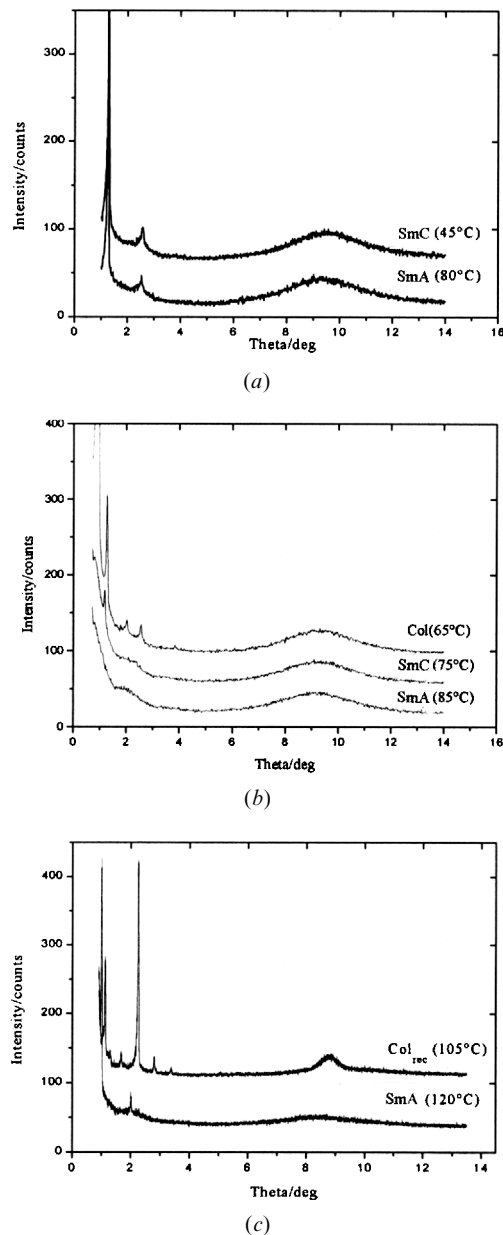 300
200
100
0
Intensity/counts
SmC (45°C)
SmA (80°C)
0 2 4 6 8 10 12 14 16
Theta/deg
(a)
400
300
200
100
0
Intensity/counts
Col(65°C)
SmC (75°C)
SmA (85°C)
0 2 4 6 8 10 12 14 16
Theta/deg
(b)
400
300
200
100
0
Intensity/counts
Col rec (105°C)
SmA (120°C)
0 2 4 6 8 10 12 14
Theta/deg
(c)